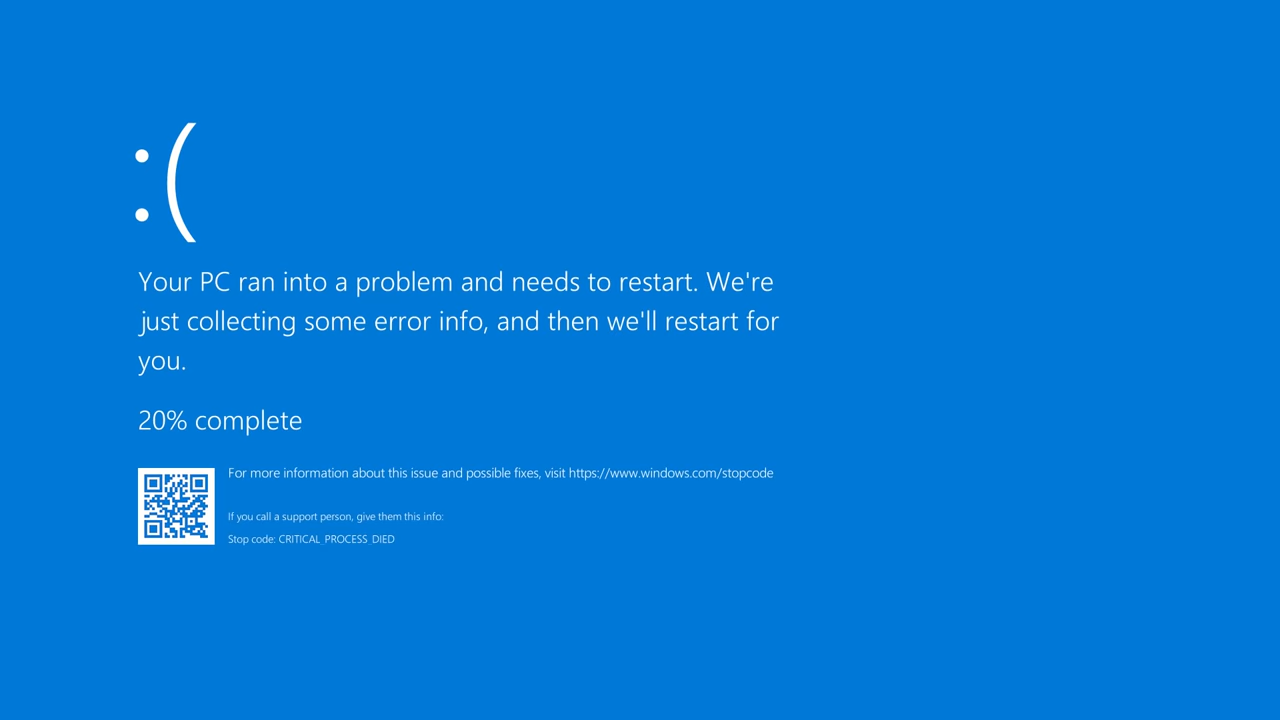 :(
Your PC ran into a problem and needs to restart. We're
just collecting some error info, and then we'll restart for
you.
20% complete
For more information about this issue and possible fixes, visit https://www.windows.com/stopcode
If you call a support person, give them this info:
Stop code: CRITICAL_PROCESS_DIED